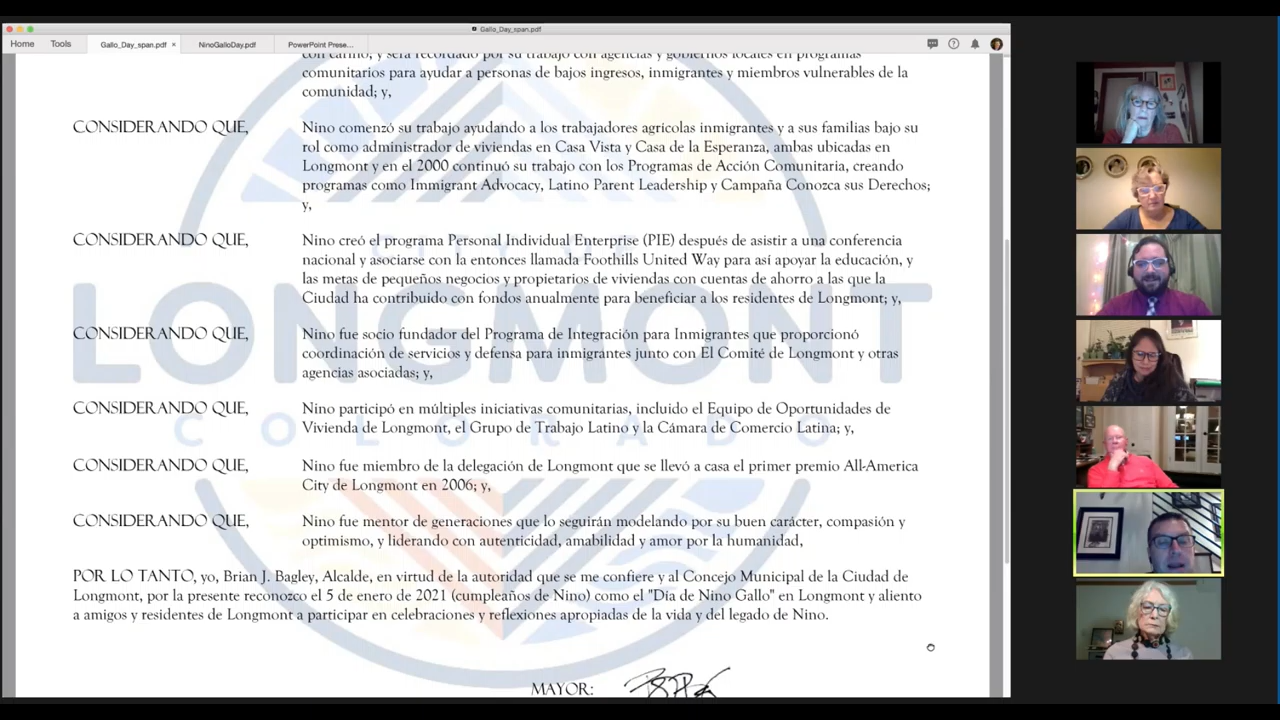 Gallo_Day_span.pdf
Home Tools Gallo_Day_span.pdf × NinoGalloDay.pdf PowerPoint Prese...
con cariño, y será recordado por su trabajo con agencias y gobiernos locales en programas
comunitarios para ayudar a personas de bajos ingresos, inmigrantes y miembros vulnerables de la
comunidad; y,
CONSIDERANDO QUE, Nino comenzó su trabajo ayudando a los trabajadores agrícolas inmigrantes y a sus familias bajo su
rol como administrador de viviendas en Casa Vista y Casa de la Esperanza, ambas ubicadas en
Longmont y en el 2000 continuó su trabajo con los Programas de Acción Comunitaria, creando
programas como Immigrant Advocacy, Latino Parent Leadership y Campaña Conozca sus Derechos;
y,
CONSIDERANDO QUE, Nino creó el programa Personal Individual Enterprise (PIE) después de asistir a una conferencia
nacional y asociarse con la entonces llamada Foothills United Way para así apoyar la educación, y
las metas de pequeños negocios y propietarios de viviendas con cuentas de ahorro a las que la
Ciudad ha contribuido con fondos anualmente para beneficiar a los residentes de Longmont; y,
CONSIDERANDO QUE, Nino fue socio fundador del Programa de Integración para Inmigrantes que proporcionó
coordinación de servicios y defensa para inmigrantes junto con El Comité de Longmont y otras
agencias asociadas; y,
CONSIDERANDO QUE, Nino participó en múltiples iniciativas comunitarias, incluido el Equipo de Oportunidades de
Vivienda de Longmont, el Grupo de Trabajo Latino y la Cámara de Comercio Latina; y,
CONSIDERANDO QUE, Nino fue miembro de la delegación de Longmont que se llevó a casa el primer premio All-America
City de Longmont en 2006; y,
CONSIDERANDO QUE, Nino fue mentor de generaciones que lo seguirán modelando por su buen carácter, compasión y
optimismo, y liderando con autenticidad, amabilidad y amor por la humanidad,
POR LO TANTO, yo, Brian J. Bagley, Alcalde, en virtud de la autoridad que se me confiere y al Concejo Municipal de la Ciudad de
Longmont, por la presente reconozco el 5 de enero de 2021 (cumpleaños de Nino) como el "Día de Nino Gallo" en Longmont y aliento
a amigos y residentes de Longmont a participar en celebraciones y reflexiones apropiadas de la vida y del legado de Nino.
MAYOR:
LONGMONT
COLORADO